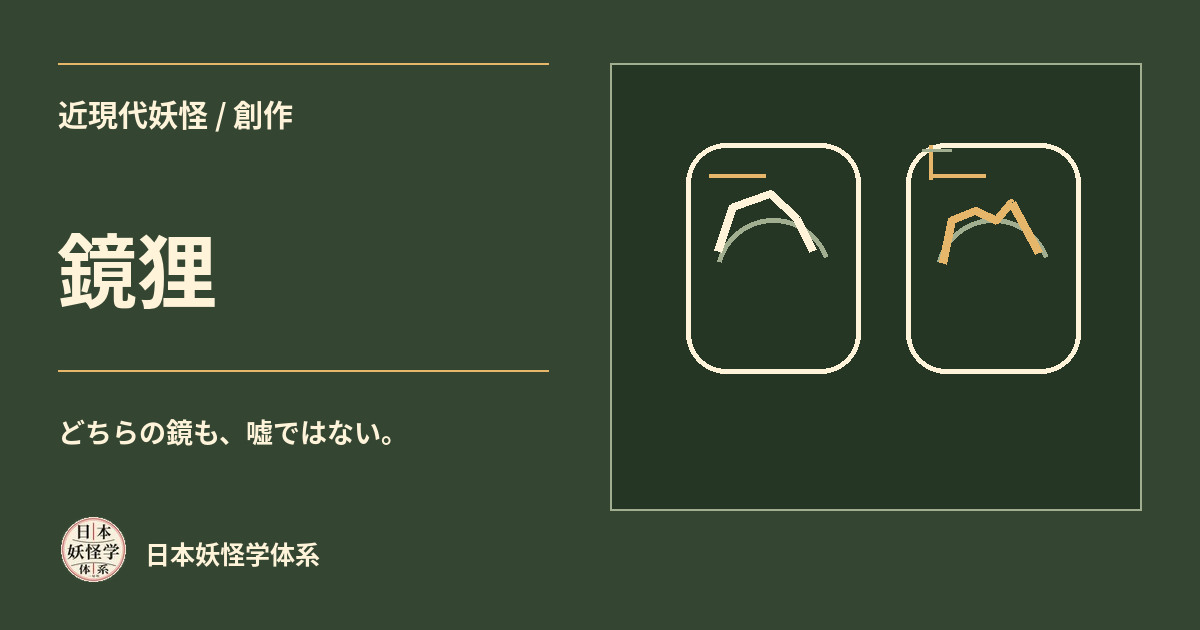 近現代妖怪 / 創作
鏡狸
どちらの鏡も、嘘ではない。
日本
妖怪学
体系
日本妖怪学体系